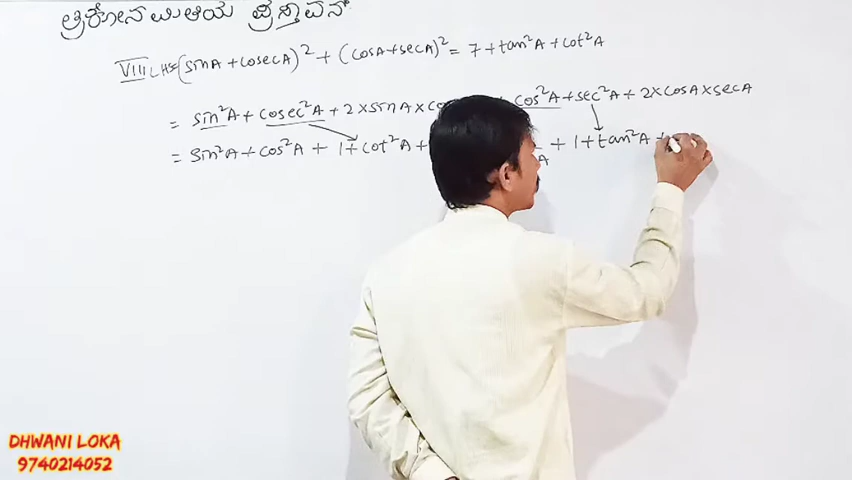 ತ್ರಿಕೋನಮಿತಿಯ ಪ್ರಸ್ತಾವನೆ
VIII LHS=(sinA+cosecA)² + (cosA+secA)² = 7+tan²A+cot²A
= sin²A + cosec²A + 2×sinA× cos²A + sec²A + 2×cosA×secA
= sin²A + cos²A + 1+cot²A + A + 1+tan²A +
DHWANI LOKA
9740214052